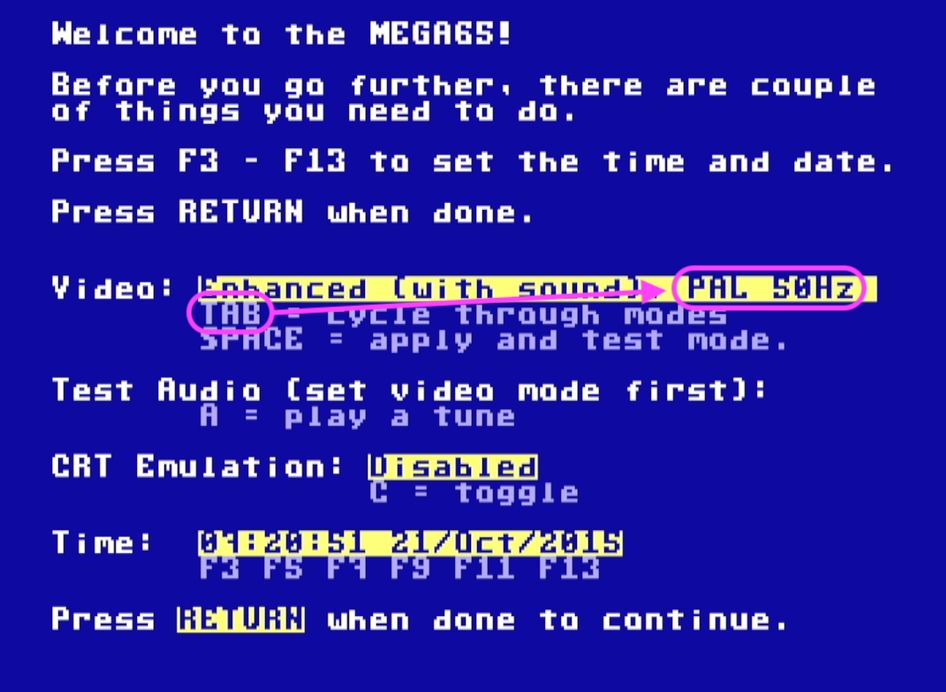 Welcome to the MEGA65!
Before you go further, there are couple
of things you need to do.
Press F3 - F13 to set the time and date.
Press RETURN when done.
Video: Enhanced (with sound), PAL 50Hz
TAB = cycle through modes
SPACE = apply and test mode.
Test Audio (set video mode first):
A = play a tune
CRT Emulation: Disabled
C = toggle
Time: 07:20:51 21/Oct/2015
F3 F5 F7 F9 F11 F13
Press RETURN when done to continue.